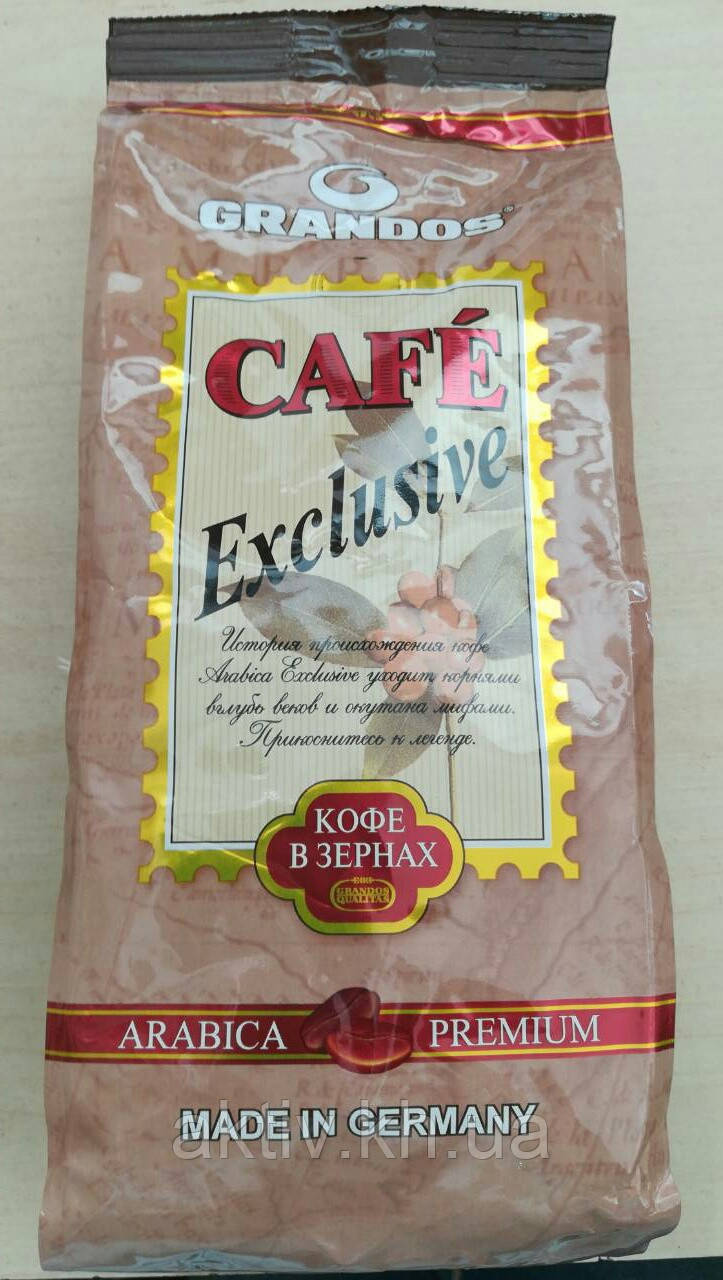 GRANDOS®
CAFÉ
Exclusive
История происхождения кофе
Arabica Exclusive уходит корнями
вглубь веков и окутана мифами.
Прикоснитесь к легенде.
КОФЕ
В ЗЕРНАХ
GRANDOS
QUALITAS
ARABICA PREMIUM
MADE IN GERMANY
aktiv.kh.ua